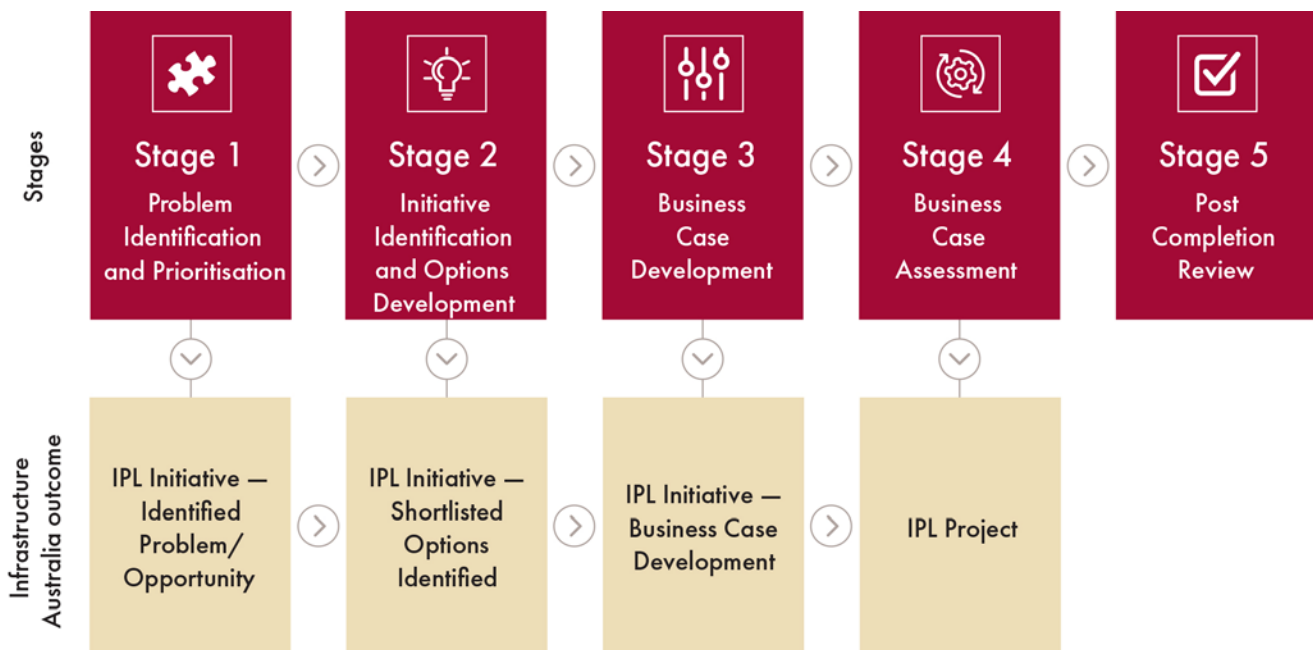 Stages
Stage 1
Problem
Identification
and Prioritisation
Stage 2
Initiative
Identification
and Options
Development
Stage 3
Business
Case
Development
Stage 4
Business
Case
Assessment
Stage 5
Post
Completion
Review
Infrastructure
Australia outcome
IPL Initiative —
Identified
Problem/
Opportunity
IPL Initiative —
Shortlisted
Options
Identified
IPL Initiative —
Business Case
Development
IPL Project